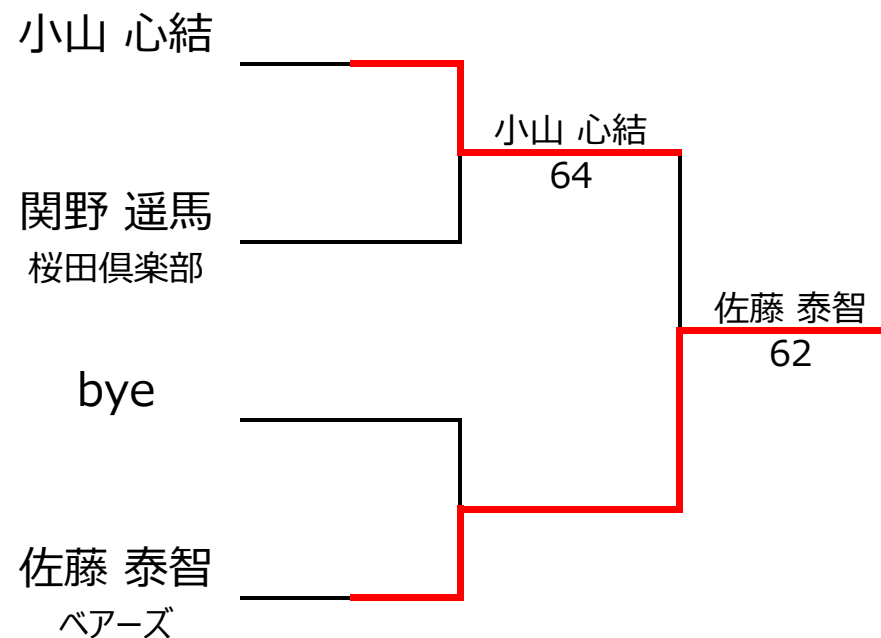 小山 心結
小山 心結
64
関野 遥馬
桜田倶楽部
佐藤 泰智
62
bye
佐藤 泰智
ベアーズ